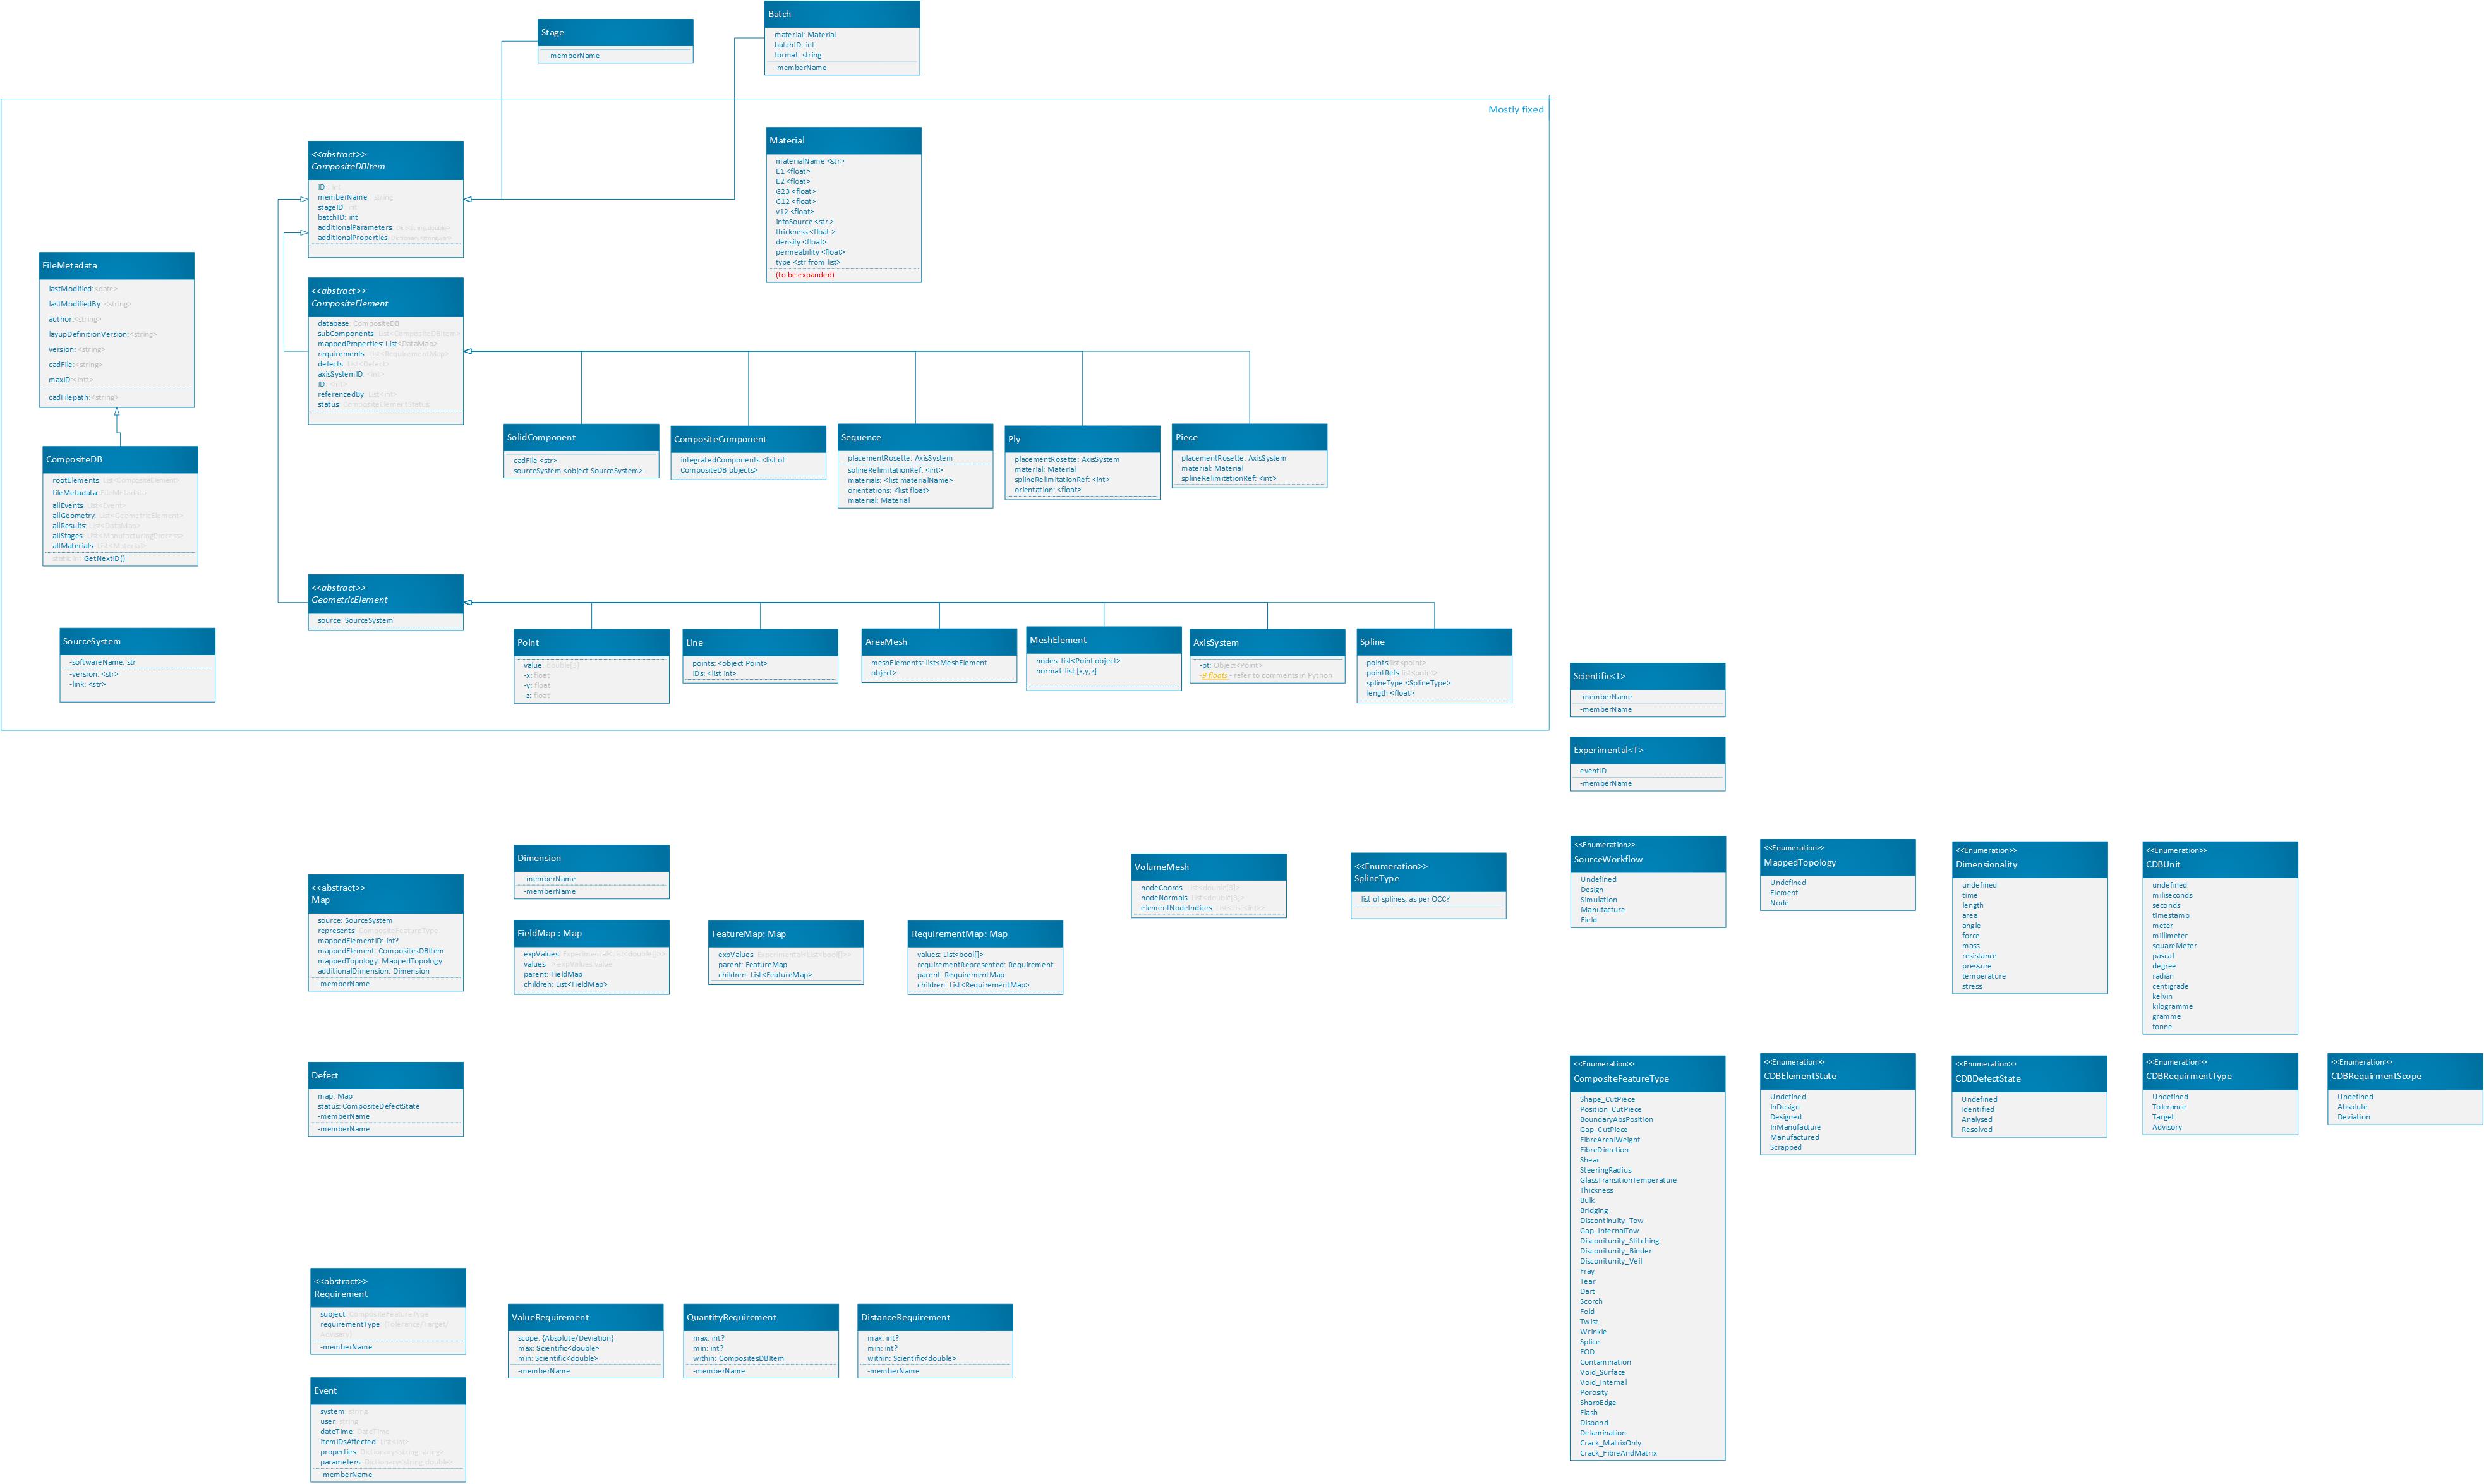 Stage
-memberName
Batch
material: Material
batchID: int
format: string
-memberName
Mostly fixed
<<abstract>>
CompositeDBItem
ID int
memberName string
stageID int
batchID: int
additionalParameters
additionalProperties
Material
materialName <str>
E1 <float>
E2 <float>
G23 <float>
G12 <float>
v12 <float>
infoSource <str >
thickness <float >
density <float>
permeability <float>
type <str from list>
(to be expanded)
FileMetadata
lastModified:<date>
lastModifiedBy: <string>
author:<string>
layupDefinitionVersion:<string>
version: <string>
cadFile:<string>
maxID:<intt>
cadFilepath:<string>
<<abstract>>
CompositeElement
database: CompositeDB
subComponents List<CompositeDBItem>
mappedProperties: List<DataMap>
requirements List<RequirementMap>
defects List<Defect>
axisSystemID <int>
ID <int>
referencedBy List<int>
status CompositeElementStatus
CompositeDB
rootElements List<CompositeElement>
fileMetadata: FileMetadata
allEvents List<Event>
allGeometry List<GeometricElement>
allResults: List<DataMap>
allStages List<ManufacturingProcess>
allMaterials List<Material>
static int GetNextID()
SolidComponent
cadFile <str>
sourceSystem <object SourceSystem>
CompositeComponent
integratedComponents <list of
CompositeDB objects>
Sequence
placementRosette: AxisSystem
splineRelimitationRef: <int>
materials: <list materialName>
orientations: <list float>
material: Material
Ply
placementRosette: AxisSystem
material: Material
splineRelimitationRef: <int>
orientation: <float>
Piece
placementRosette: AxisSystem
material: Material
splineRelimitationRef: <int>
<<abstract>>
GeometricElement
source SourceSystem
SourceSystem
-softwareName: str
-version: <str>
-link: <str>
Point
value double[3]
-x: float
-y: float
-z: float
Line
points: <object Point>
IDs: <list int>
AreaMesh
meshElements: list<MeshElement
object>
MeshElement
nodes: list<Point object>
normal: list [x,y,z]
AxisSystem
-pt: Object<Point>
-9 floats - refer to comments in Python
Spline
points list<point>
pointRefs list<point>
splineType <SplineType>
length <float>
Scientific<T>
-memberName
-memberName
Experimental<T>
eventID
-memberName
<<abstract>>
Map
source: SourceSystem
represents CompositeFeatureType
mappedElementID: int?
mappedElement: CompositesDBItem
mappedTopology: MappedTopology
additionalDimension: Dimension
-memberName
Dimension
-memberName
-memberName
FieldMap : Map
expValues Experimental<List<double[]>>
values => expValues.value
parent: FieldMap
children: List<FieldMap>
FeatureMap: Map
expValues Experimental<List<bool[]>>
parent: FeatureMap
children: List<FeatureMap>
RequirementMap: Map
values: List<bool[]>
requirementRepresented: Requirement
parent: RequirementMap
children: List<RequirementMap>
VolumeMesh
nodeCoords List<double[3]>
nodeNormals List<double[3]>
elementNodeIndices List<List<int>>
<<Enumeration>>
SplineType
list of splines, as per OCC?
<<Enumeration>>
SourceWorkflow
Undefined
Design
Simulation
Manufacture
Field
<<Enumeration>>
MappedTopology
Undefined
Element
Node
<<Enumeration>>
Dimensionality
undefined
time
length
area
angle
force
mass
resistance
pressure
temperature
stress
<<Enumeration>>
CDBUnit
undefined
miliseconds
seconds
timestamp
meter
millimeter
squareMeter
pascal
degree
radian
centigrade
kelvin
kilogramme
gramme
tonne
Defect
map: Map
status: CompositeDefectState
-memberName
-memberName
<<Enumeration>>
CompositeFeatureType
Shape_CutPiece
Position_CutPiece
BoundaryAbsPosition
Gap_CutPiece
FibreArealWeight
FibreDirection
Shear
SteeringRadius
GlassTransitionTemperature
Thickness
Bulk
Bridging
Discontinuity_Tow
Gap_InternalTow
Disconitunity_Stitching
Disconitunity_Binder
Disconitunity_Veil
Fray
Tear
Dart
Scorch
Fold
Twist
Wrinkle
Splice
FOD
Contamination
Void_Surface
Void_Internal
Porosity
SharpEdge
Flash
Disbond
Delamination
Crack_MatrixOnly
Crack_FibreAndMatrix
<<Enumeration>>
CDBElementState
Undefined
InDesign
Designed
InManufacture
Manufactured
Scrapped
<<Enumeration>>
CDBDefectState
Undefined
Identified
Analysed
Resolved
<<Enumeration>>
CDBRequirmentType
Undefined
Tolerance
Target
Advisory
<<Enumeration>>
CDBRequirmentScope
Undefined
Absolute
Deviation
<<abstract>>
Requirement
subject CompositeFeatureType
requirementType [Tolerance/Target/
Advisory]
-memberName
ValueRequirement
scope: [Absolute/Deviation]
max: Scientific<double>
min: Scientific<double>
-memberName
QuantityRequirement
max: int?
min: int?
within: CompositesDBItem
-memberName
DistanceRequirement
max: int?
min: int?
within: Scientific<double>
-memberName
Event
system string
user string
dateTime DateTime
itemIDsAffected List<int>
properties Dictionary<string,string>
parameters Dictionary<string,double>
-memberName